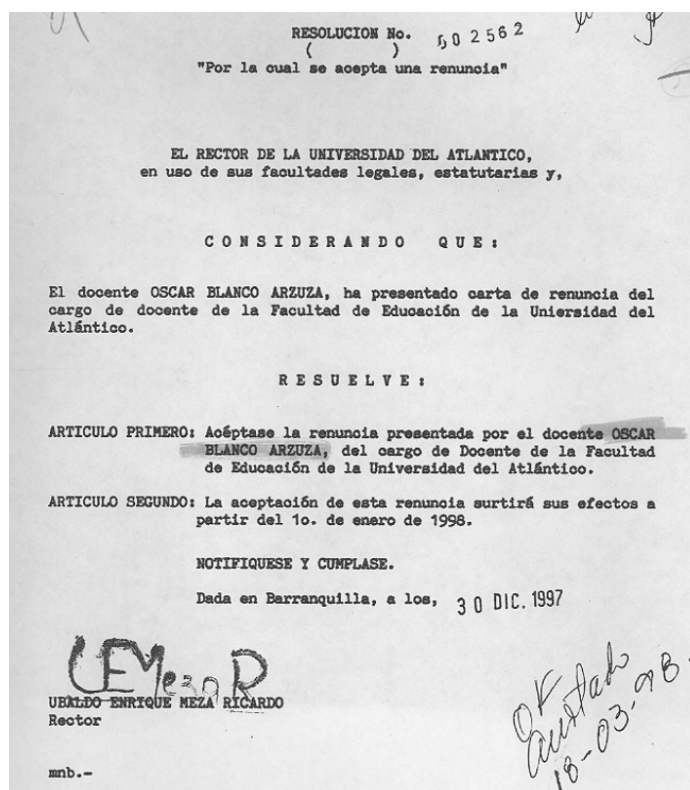 RESOLUCION No. 002562
( )
"Por la cual se acepta una renuncia"
EL RECTOR DE LA UNIVERSIDAD DEL ATLANTICO,
en uso de sus facultades legales, estatutarias y,
C O N S I D E R A N D O Q U E :
El docente OSCAR BLANCO ARZUZA, ha presentado carta de renuncia del
cargo de docente de la Facultad de Educación de la Uniersidad del
Atlántico.
R E S U E L V E :
ARTICULO PRIMERO: Acéptase la renuncia presentada por el docente OSCAR
BLANCO ARZUZA, del cargo de Docente de la Facultad
de Educación de la Universidad del Atlántico.
ARTICULO SEGUNDO: La aceptación de esta renuncia surtirá sus efectos a
partir del 1o. de enero de 1998.
NOTIFIQUESE Y CUMPLASE.
Dada en Barranquilla, a los, 30 DIC. 1997
UEMeza R
UBALDO ENRIQUE MEZA RICARDO
Rector
OK
18-03-98
mnb.-